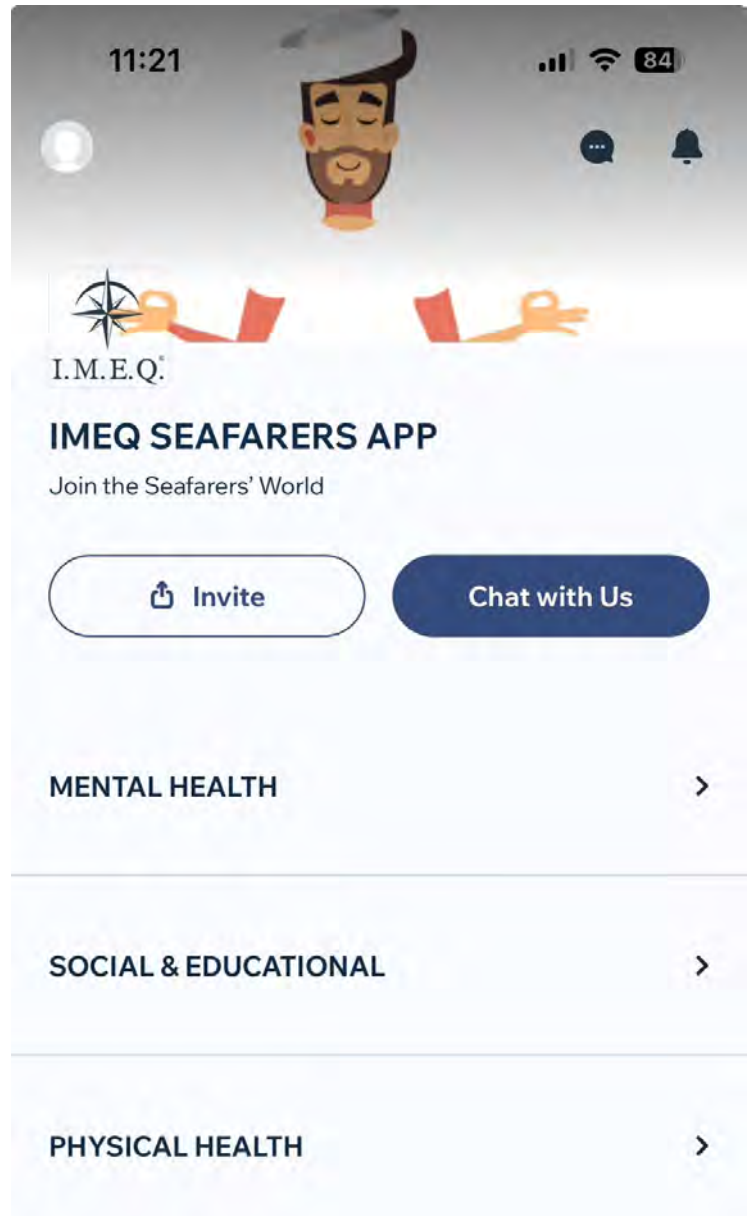 11:21
84
I.M.E.Q.®
IMEQ SEAFARERS APP
Join the Seafarers’ World
Invite
Chat with Us
MENTAL HEALTH
SOCIAL & EDUCATIONAL
PHYSICAL HEALTH